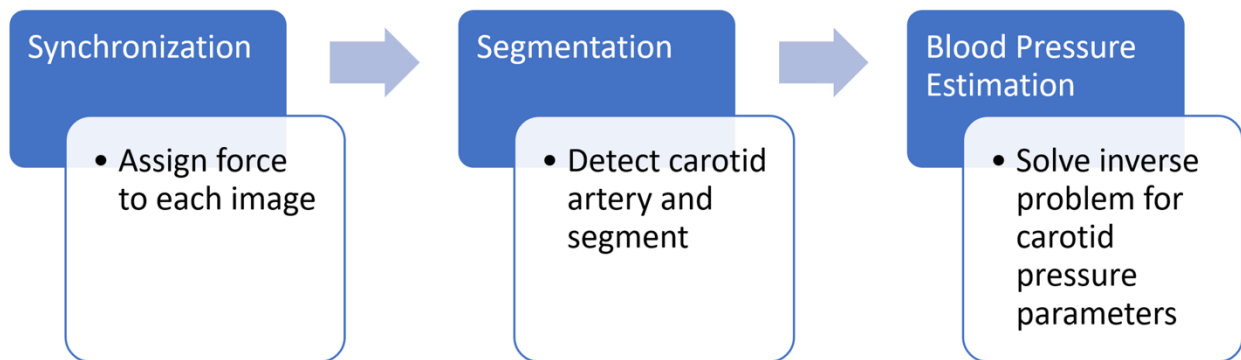 Synchronization
• Assign force
to each image
Segmentation
• Detect carotid
artery and
segment
Blood Pressure
Estimation
• Solve inverse
problem for
carotid
pressure
parameters